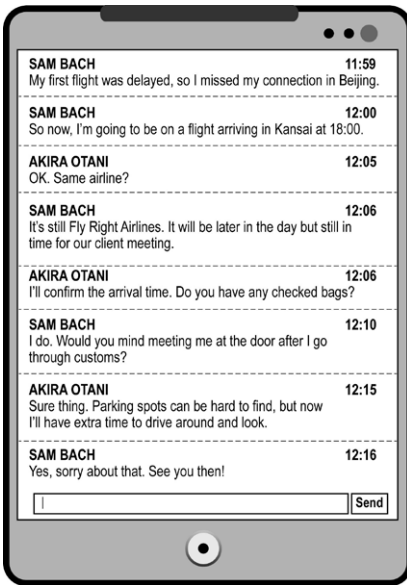 SAM BACH 11:59
My first flight was delayed, so I missed my connection in Beijing.
SAM BACH 12:00
So now, I'm going to be on a flight arriving in Kansai at 18:00.
AKIRA OTANI 12:05
OK. Same airline?
SAM BACH 12:06
It's still Fly Right Airlines. It will be later in the day but still in
time for our client meeting.
AKIRA OTANI 12:06
I'll confirm the arrival time. Do you have any checked bags?
SAM BACH 12:10
I do. Would you mind meeting me at the door after I go
through customs?
AKIRA OTANI 12:15
Sure thing. Parking spots can be hard to find, but now
I'll have extra time to drive around and look.
SAM BACH 12:16
Yes, sorry about that. See you then!
Send